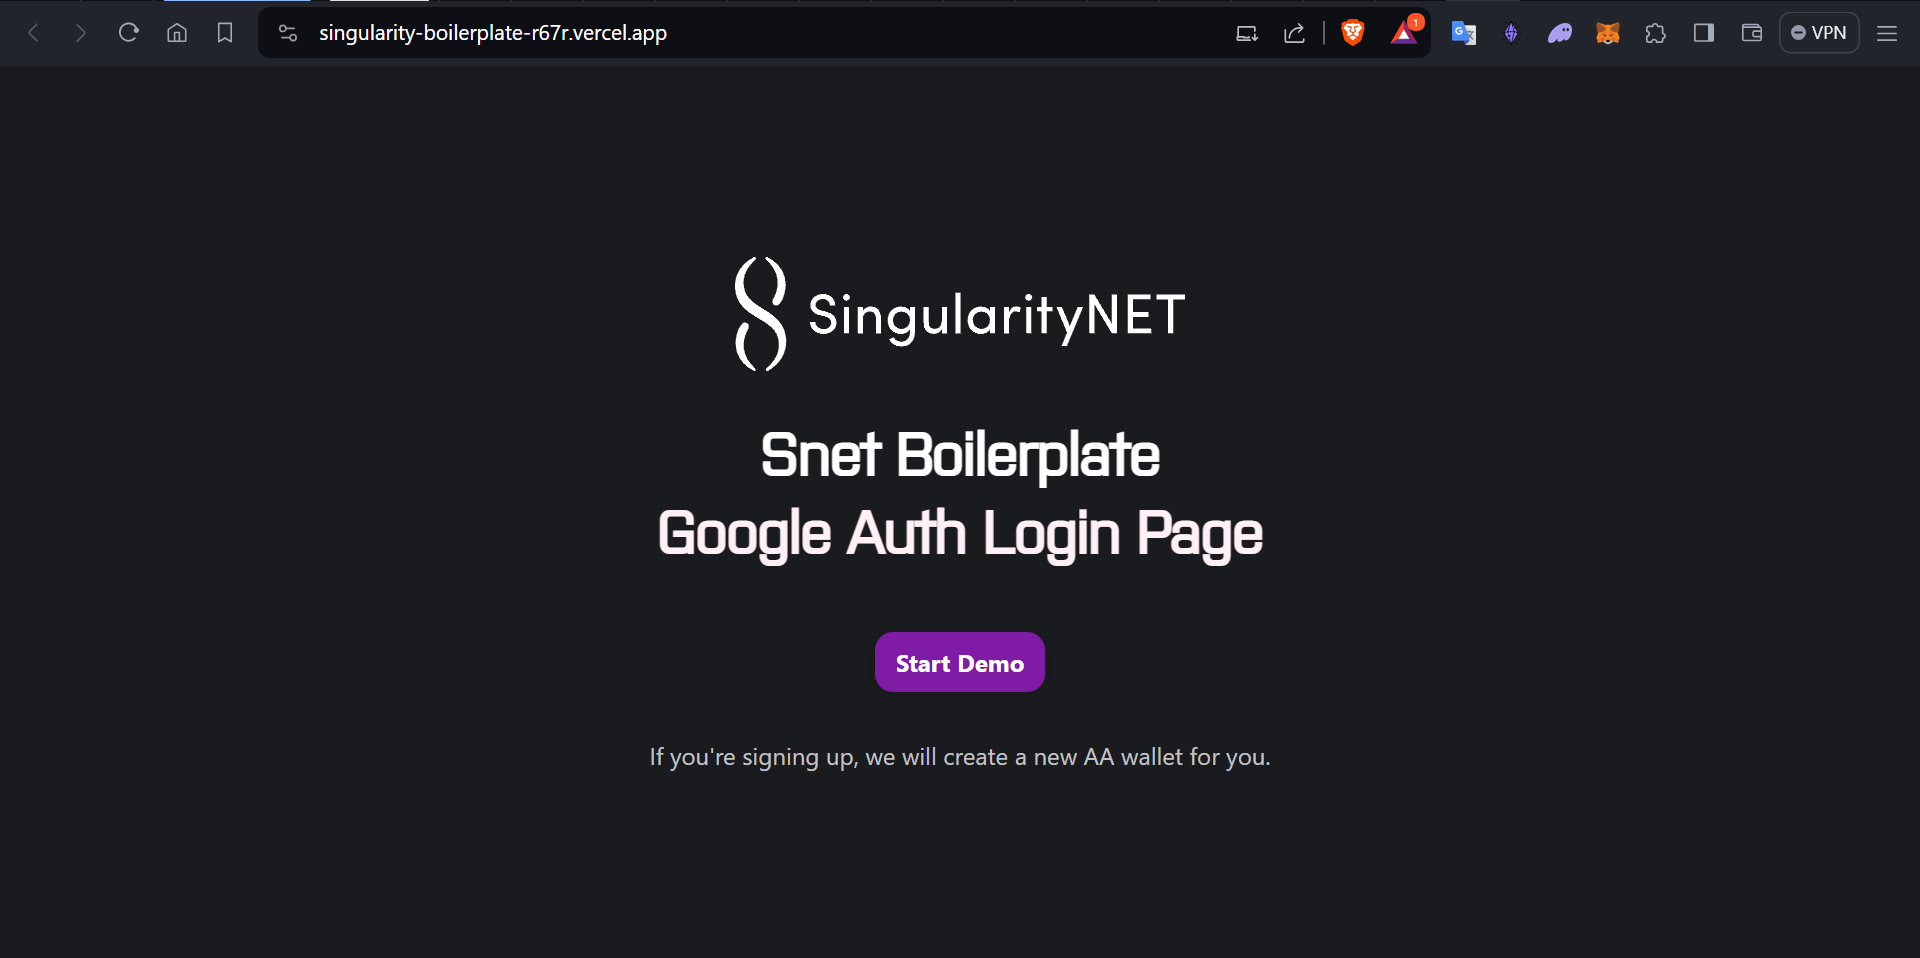 singularity-boilerplate-r67r.vercel.app
1
G
VPN
SingularityNET
Snet Boilerplate
Google Auth Login Page
Start Demo
If you're signing up, we will create a new AA wallet for you.